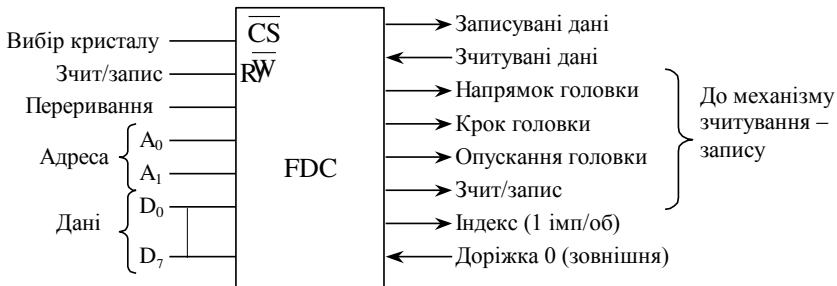 Вибір кристалу
Зчит/запис
Переривання
Адреса
Дані
A0
A1
D0
D7
CS
R/W
FDC
Записувані дані
Зчитувані дані
Напрямок головки
Крок головки
Опускання головки
Зчит/запис
Індекс (1 імп/об)
Доріжка 0 (зовнішня)
До механізму
зчитування –
запису